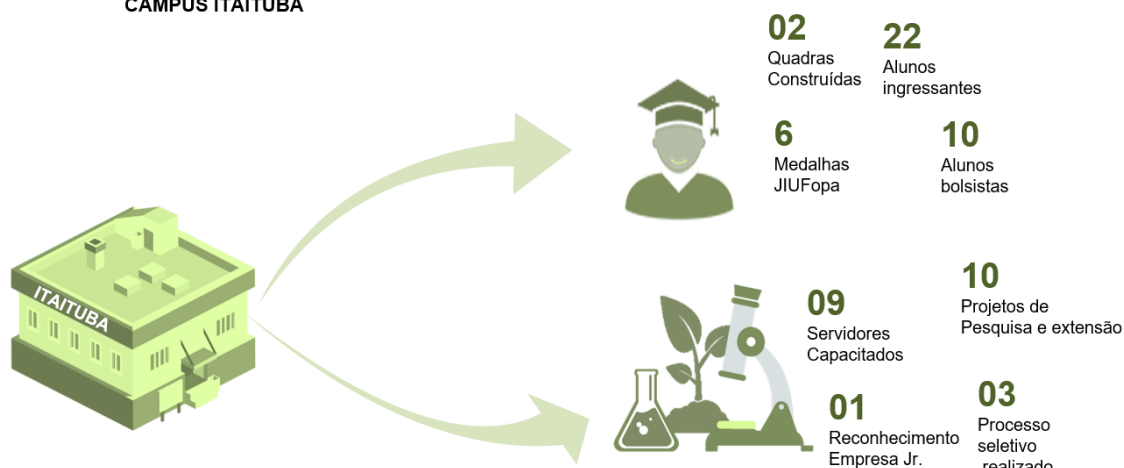 CAMPUS ITAITUBA
02
Quadras
Construídas
22
Alunos
ingressantes
6
Medalhas
JIUFopa
10
Alunos
bolsistas
ITAITUBA
09
Servidores
Capacitados
10
Projetos de
Pesquisa e extensão
01
Reconhecimento
Empresa Jr.
03
Processo
seletivo
realizado